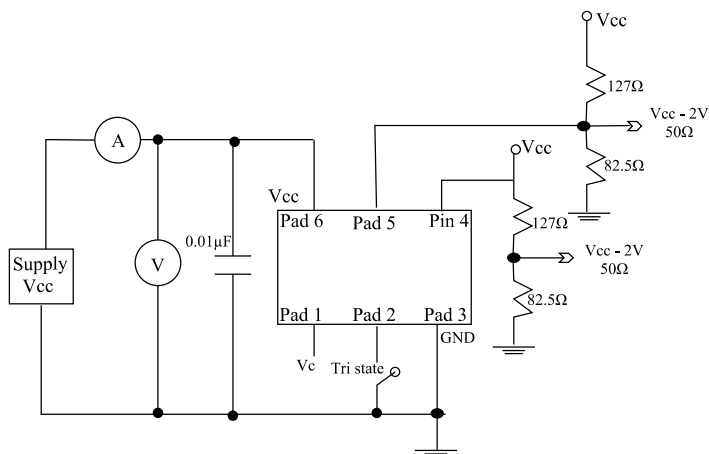 Vcc
127Ω
Vcc - 2V
50Ω
82.5Ω
A
Vcc
Vcc
Pad 6 Pad 5 Pin 4
127Ω
Vcc - 2V
50Ω
0.01µF
V
Supply
Vcc
82.5Ω
Pad 1 Pad 2 Pad 3
GND
Vc
Tri state